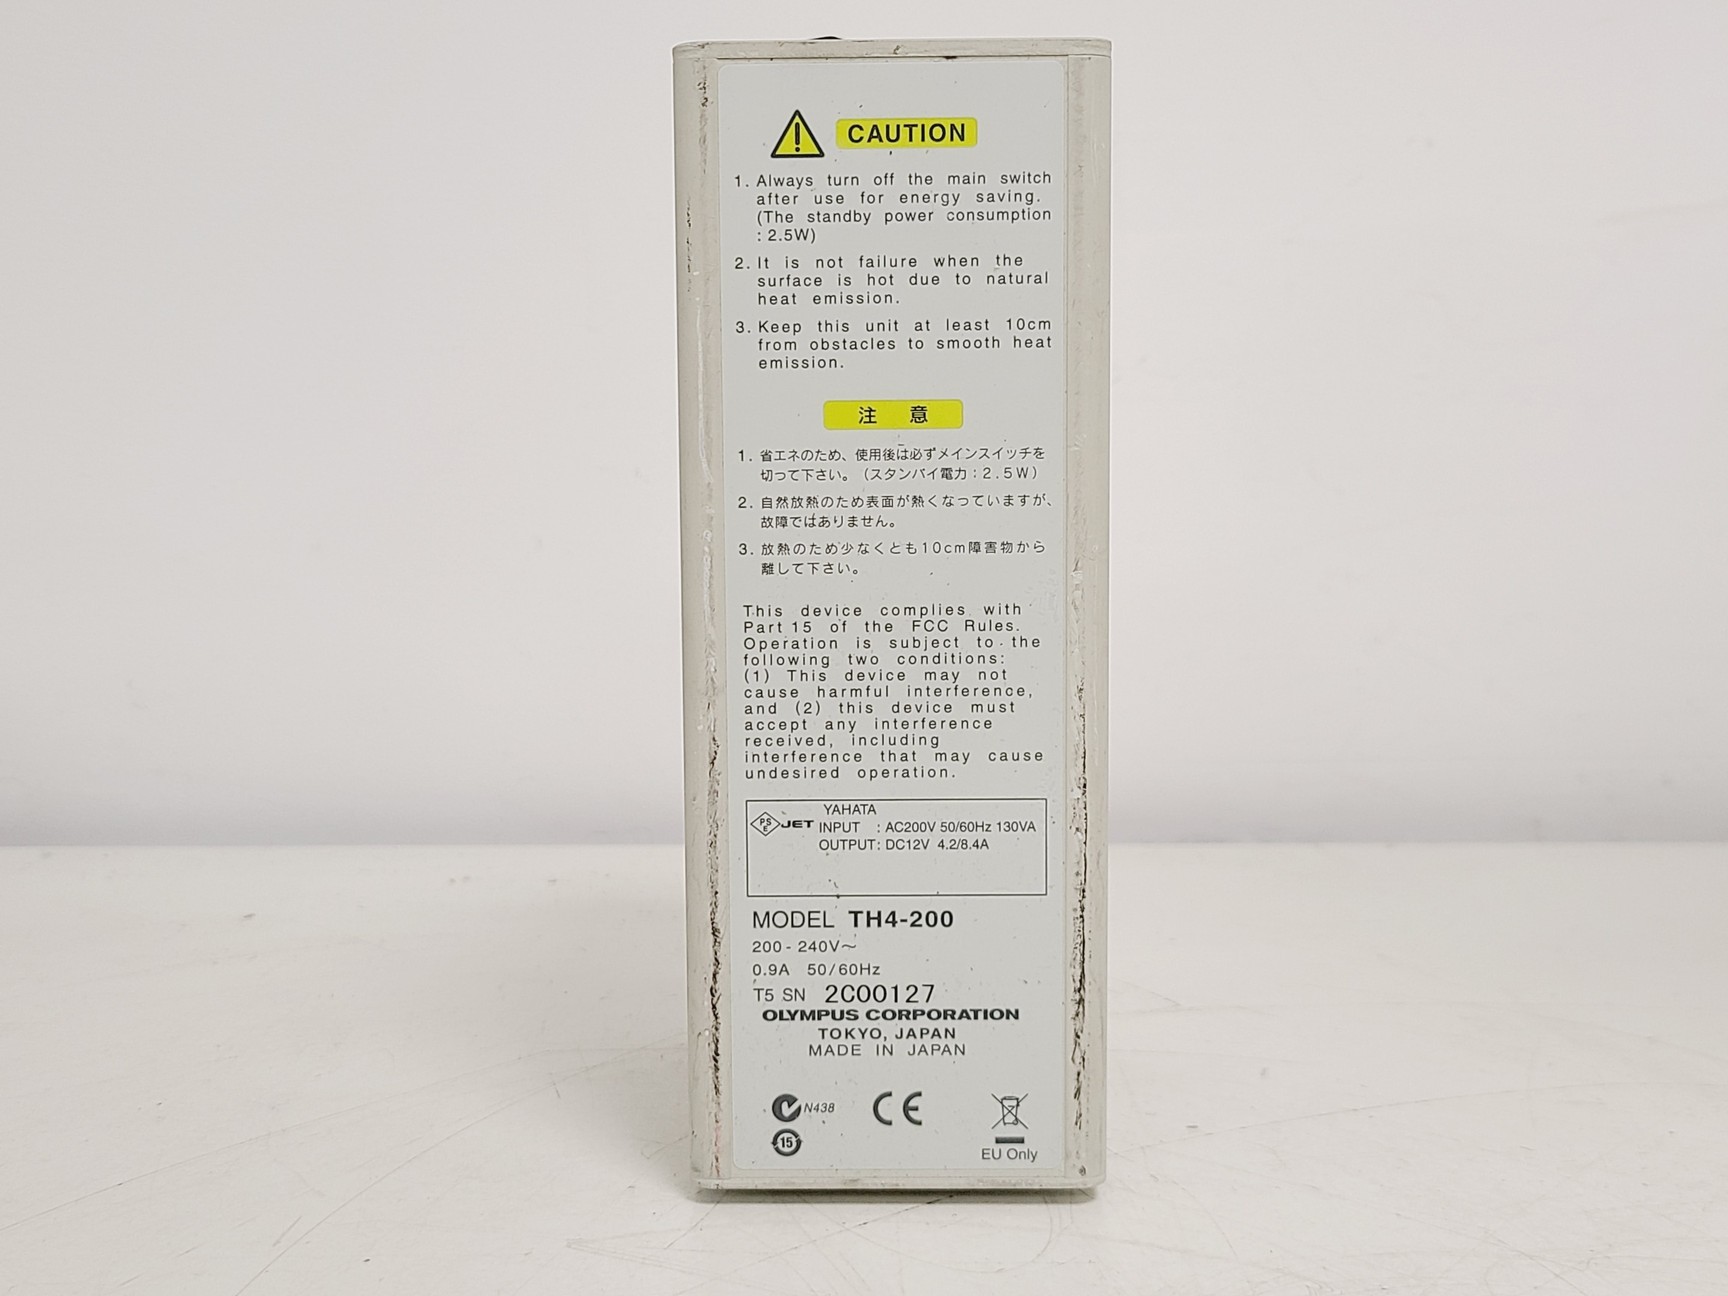 CAUTION
1. Always turn off the main switch
after use for energy saving.
(The standby power consumption
: 2.5W)
2. It is not failure when the
surface is hot due to natural
heat emission.
3. Keep this unit at least 10cm
from obstacles to smooth heat
emission.
注 意
1. 省エネのため、使用後は必ずメインスイッチを
切って下さい。（スタンバイ電力：2.5W）
2. 自然放熱のため表面が熱くなっていますが、
故障ではありません。
3. 放熱のため少なくとも10cm障害物から
離して下さい。
This device complies with
Part 15 of the FCC Rules.
Operation is subject to the
following two conditions:
(1) This device may not
cause harmful interference,
and (2) this device must
accept any interference
received, including
interference that may cause
undesired operation.
YAHATA
PS E JET INPUT : AC200V 50/60Hz 130VA
OUTPUT: DC12V 4.2/8.4A
MODEL TH4-200
200 - 240V~
0.9A 50/60Hz
T5 SN 2C00127
OLYMPUS CORPORATION
TOKYO, JAPAN
MADE IN JAPAN
N438 CE
15
EU Only